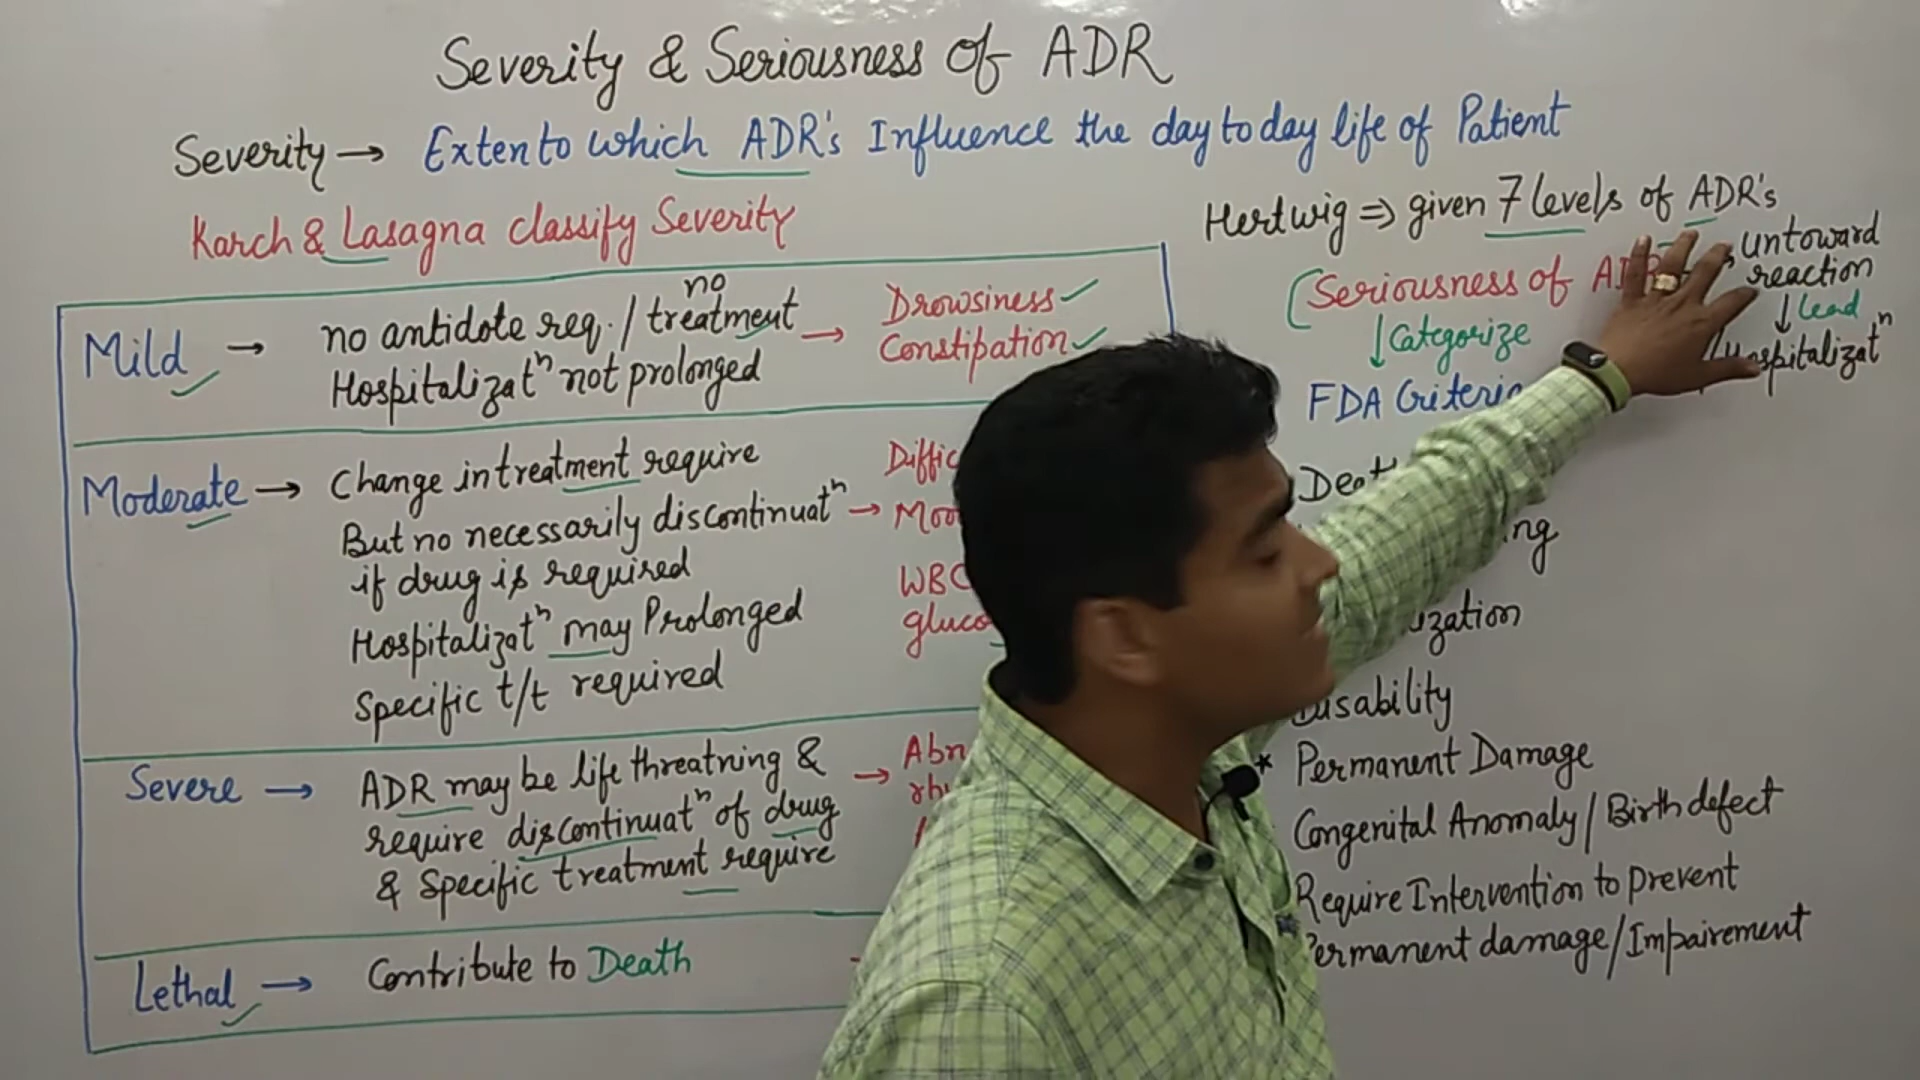 Severity & Seriousness of ADR
Severity → Exten to which ADR's Influence the day to day life of Patient
Karch & Lasagna classify Severity
Mild → no antidote req. / no treatment → Drowsiness ✓
Hospitalizatⁿ not prolonged
Constipation ✓
Moderate → Change in treatment require
But no necessarily discontinuatⁿ →
if drug is required
Hospitalizatⁿ may Prolonged
Specific t/t required
WBC
Severe → ADR may be life threatning & →
require discontinuatⁿ of drug
& Specific treatment require
Lethal → Contribute to Death
Hertwig ⇒ given 7 levels of ADR's
Seriousness of
untoward
reaction
↓ lead
↓ Categorize
FDA
Disability
* Permanent Damage
Congenital Anomaly / Birth defect
Require Intervention to prevent
Permanent damage / Impairement